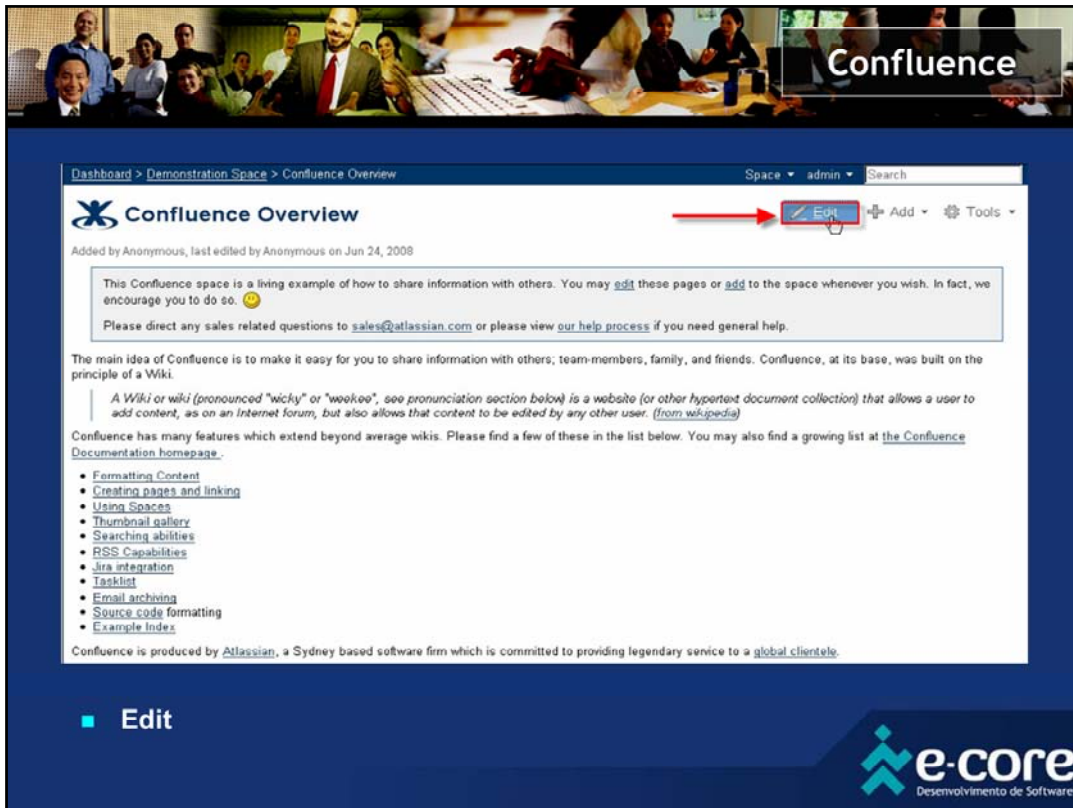 Confluence
Dashboard > Demonstration Space > Confluence Overview
Space admin Search
Confluence Overview
Edit Add Tools
Added by Anonymous, last edited by Anonymous on Jun 24, 2008
This Confluence space is a living example of how to share information with others. You may edit these pages or add to the space whenever you wish. In fact, we
encourage you to do so.
Please direct any sales related questions to sales@atlassian.com or please view our help process if you need general help.
The main idea of Confluence is to make it easy for you to share information with others; team-members, family, and friends. Confluence, at its base, was built on the
principle of a Wiki.
A Wiki or wiki (pronounced "wicky" or "weekee", see pronunciation section below) is a website (or other hypertext document collection) that allows a user to
add content, as on an Internet forum, but also allows that content to be edited by any other user. (from wikipedia)
Confluence has many features which extend beyond average wikis. Please find a few of these in the list below. You may also find a growing list at the Confluence
Documentation homepage .
• Formatting Content
• Creating pages and linking
• Using Spaces
• Thumbnail gallery
• Searching abilities
• RSS Capabilities
• Jira integration
• Tasklist
• Email archiving
• Source code formatting
• Example Index
Confluence is produced by Atlassian, a Sydney based software firm which is committed to providing legendary service to a global clientele.
Edit
e-core
Desenvolvimento de Software